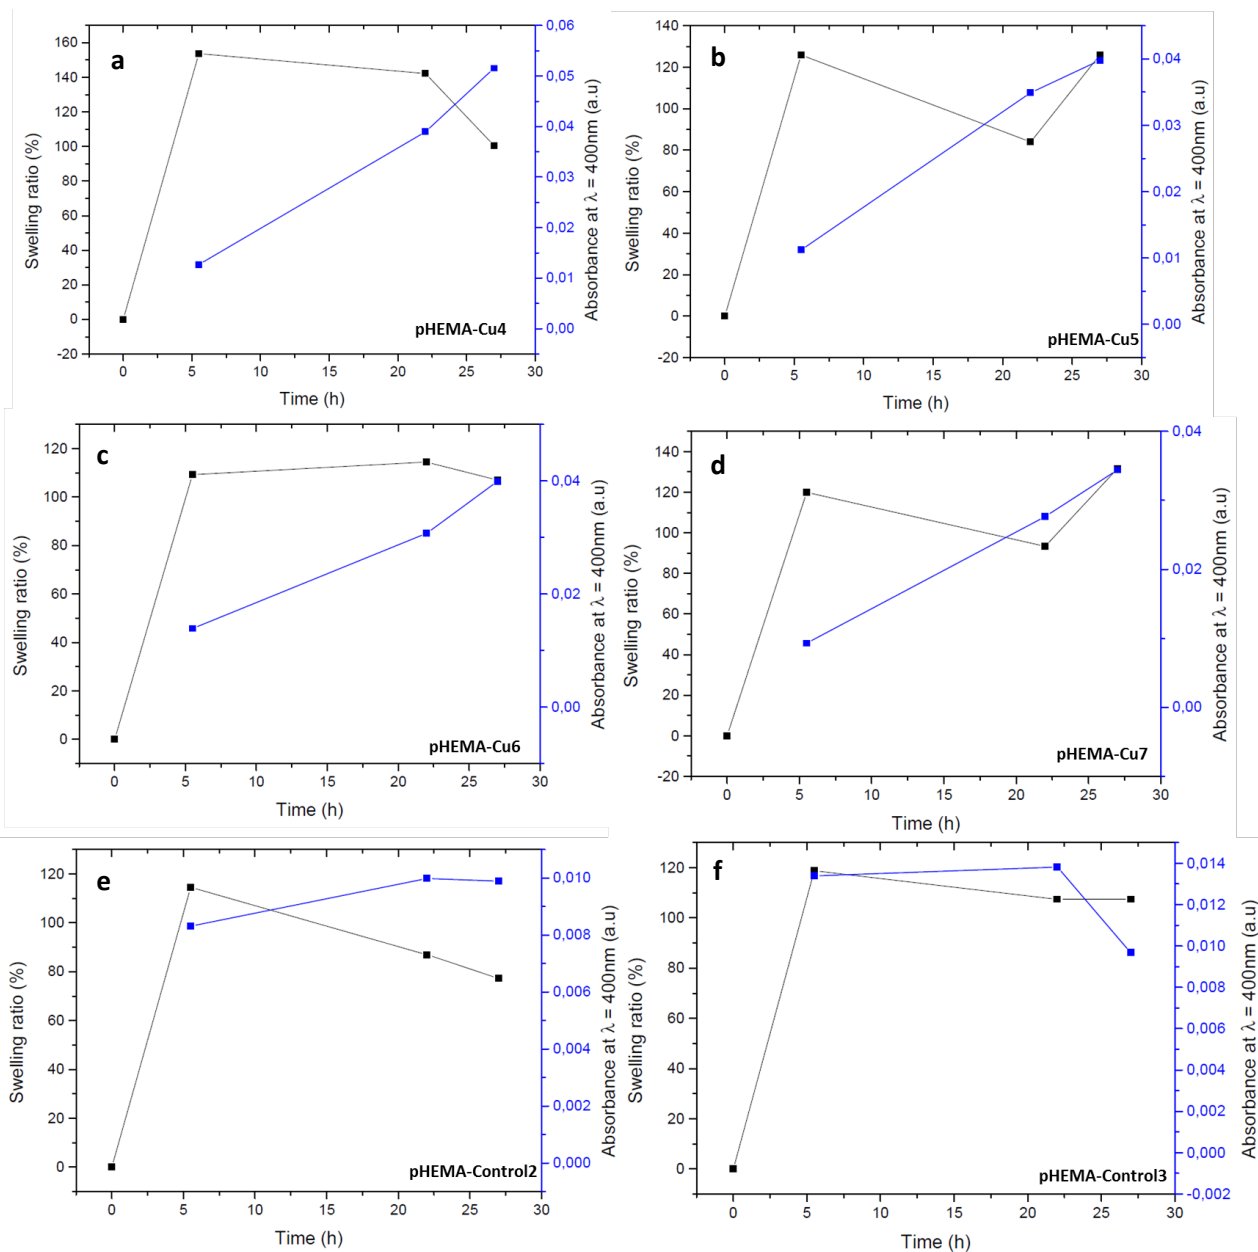 a
160
140
120
100
80
60
40
20
0
-20
Swelling ratio (%)
0,06
0,05
0,04
0,03
0,02
0,01
0,00
Absorbance at λ = 400nm (a.u)
pHEMA-Cu4
0 5 10 15 20 25 30
Time (h)
b
140
120
100
80
60
40
20
0
-20
Swelling ratio (%)
0,04
0,03
0,02
0,01
0,00
Absorbance at λ = 400nm (a.u)
pHEMA-Cu5
0 5 10 15 20 25 30
Time (h)
c
120
100
80
60
40
20
0
Swelling ratio (%)
0,04
0,02
0,00
Absorbance at λ = 400nm (a.u)
pHEMA-Cu6
0 5 10 15 20 25 30
Time (h)
d
140
120
100
80
60
40
20
0
-20
Swelling ratio (%)
0,04
0,02
0,00
Absorbance at λ = 400nm (a.u)
pHEMA-Cu7
0 5 10 15 20 25 30
Time (h)
e
120
100
80
60
40
20
0
Swelling ratio (%)
0,010
0,008
0,006
0,004
0,002
0,000
Absorbance at λ = 400nm (a.u)
pHEMA-Control2
0 5 10 15 20 25 30
Time (h)
f
120
100
80
60
40
20
0
Swelling ratio (%)
0,014
0,012
0,010
0,008
0,006
0,004
0,002
0,000
-0,002
Absorbance at λ = 400nm (a.u)
pHEMA-Control3
0 5 10 15 20 25 30
Time (h)